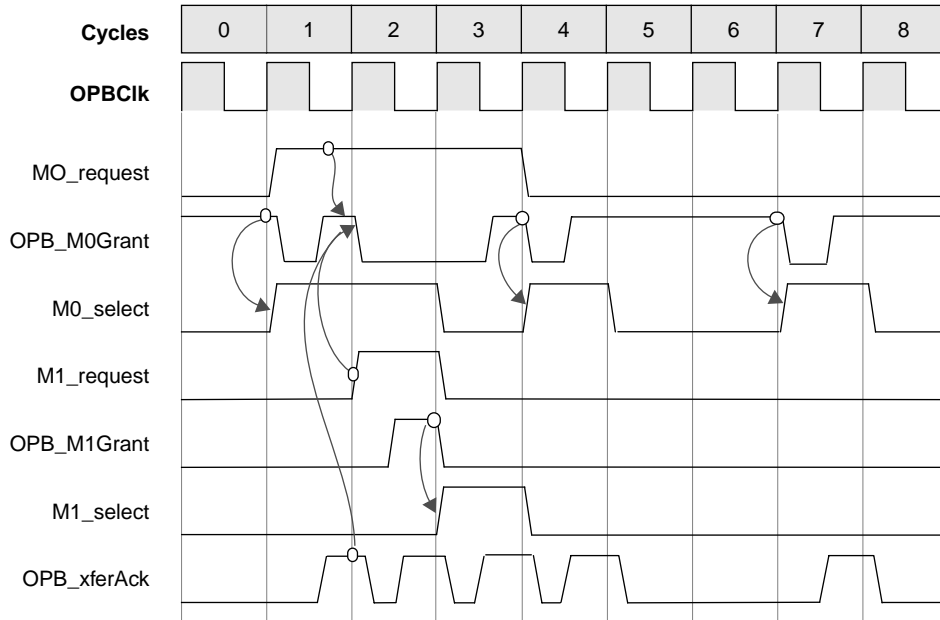 Cycles 0 1 2 3 4 5 6 7 8
OPBClk
MO_request
OPB_M0Grant
M0_select
M1_request
OPB_M1Grant
M1_select
OPB_xferAck